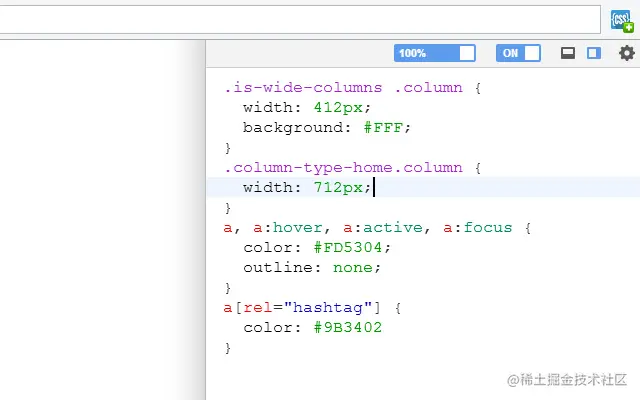 {css}
100%
ON
.is-wide-columns .column {
  width: 412px;
  background: #FFF;
}
.column-type-home.column {
  width: 712px;
}
a, a:hover, a:active, a:focus {
  color: #FD5304;
  outline: none;
}
a[rel="hashtag"] {
  color: #9B3402
}
@稀土掘金技术社区